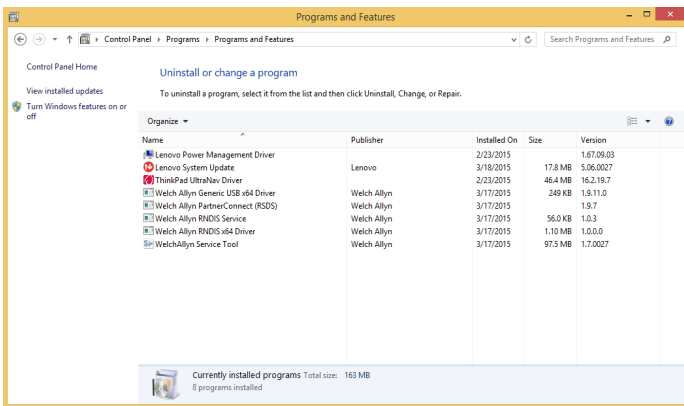 Programs and Features
Control Panel Programs Programs and Features
Search Programs and Features
Control Panel Home
View installed updates
Turn Windows features on or
off
Uninstall or change a program
To uninstall a program, select it from the list and then click Uninstall, Change, or Repair.
Organize
Name Publisher Installed On Size Version
Lenovo Power Management Driver 2/23/2015 1.67.09.03
Lenovo System Update Lenovo 3/18/2015 17.8 MB 5.06.0027
ThinkPad UltraNav Driver 2/23/2015 46.4 MB 16.2.19.7
Welch Allyn Generic USB x64 Driver Welch Allyn 3/17/2015 249 KB 1.9.11.0
Welch Allyn PartnerConnect (RSDS) Welch Allyn 3/17/2015 1.9.7
Welch Allyn RNDIS Service Welch Allyn 3/17/2015 56.0 KB 1.0.3
Welch Allyn RNDIS x64 Driver Welch Allyn 3/17/2015 1.10 MB 1.0.0.0
WelchAllyn Service Tool Welch Allyn 3/17/2015 97.5 MB 1.7.0027
Currently installed programs Total size: 163 MB
8 programs installed